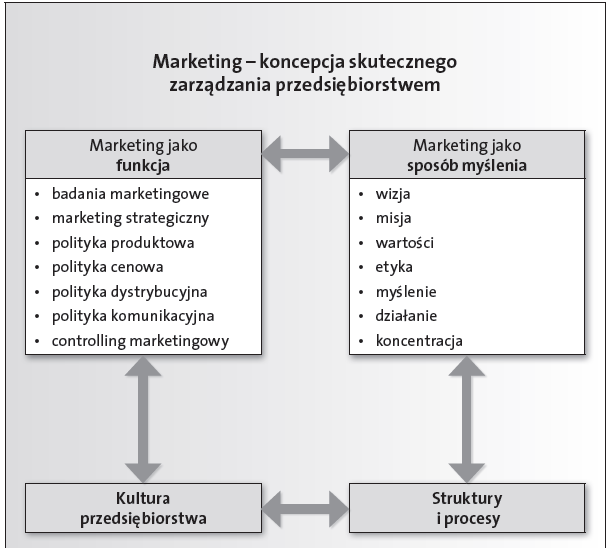 Marketing – koncepcja skutecznego
zarządzania przedsiębiorstwem
Marketing jako
funkcja
• badania marketingowe
• marketing strategiczny
• polityka produktowa
• polityka cenowa
• polityka dystrybucyjna
• polityka komunikacyjna
• controlling marketingowy
Marketing jako
sposób myślenia
• wizja
• misja
• wartości
• etyka
• myślenie
• działanie
• koncentracja
Kultura
przedsiębiorstwa
Struktury
i procesy